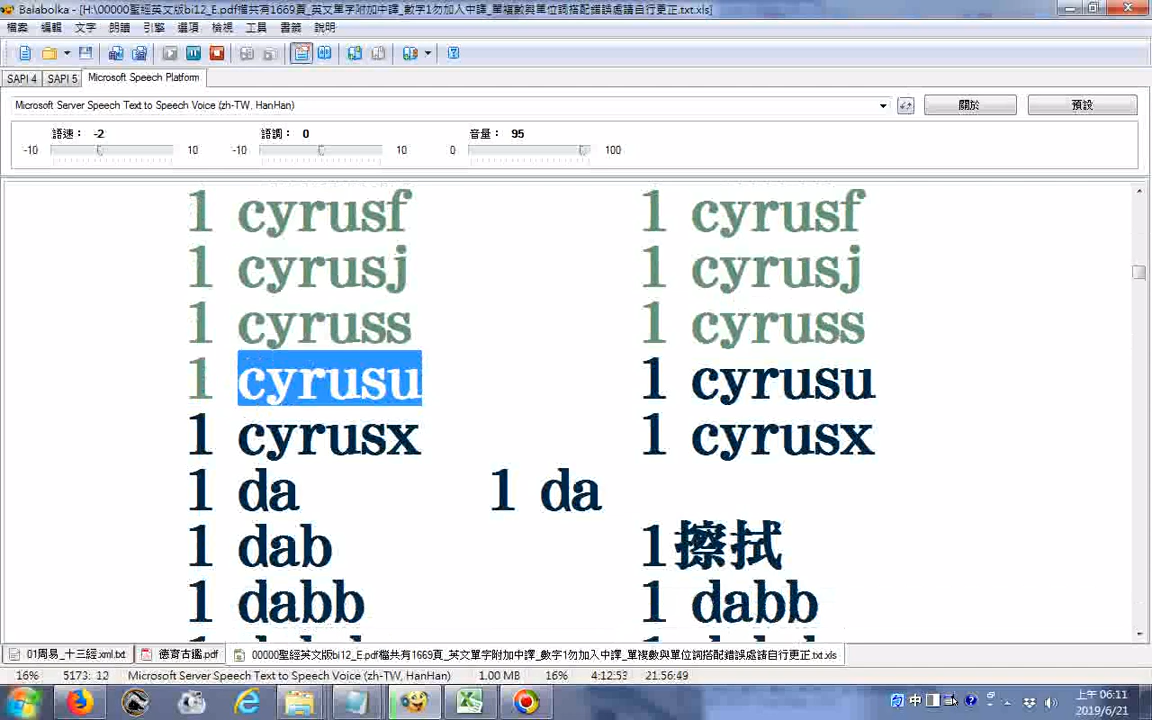 Balabolka - [H:\00000聖經英文版bi12_E.pdf檔共有1669頁_英文單字附加中譯_數字1勿加入中譯_單複數與單位詞搭配錯誤處請自行更正.txt.xls]
檔案 編輯 文字 朗讀 引擎 選項 檢視 工具 書籤 說明
SAPI 4 SAPI 5 Microsoft Speech Platform
Microsoft Server Speech Text to Speech Voice (zh-TW, HanHan) 關於 預設
語速： -2 語調： 0 音量： 95
-10 10 -10 10 0 100
1 cyrusf 1 cyrusf
1 cyrusj 1 cyrusj
1 cyruss 1 cyruss
1 cyrusu 1 cyrusu
1 cyrusx 1 cyrusx
1 da 1 da
1 dab 1擦拭
1 dabb 1 dabb
01周易_十三經.xml.txt 德育古鑑.pdf 00000聖經英文版bi12_E.pdf檔共有1669頁_英文單字附加中譯_數字1勿加入中譯_單複數與單位詞搭配錯誤處請自行更正.txt.xls
16% 5173: 12 Microsoft Server Speech Text to Speech Voice (zh-TW, HanHan) 1.00 MB 16% 4:12:53 21:56:49
中 上午 06:11
2019/6/21